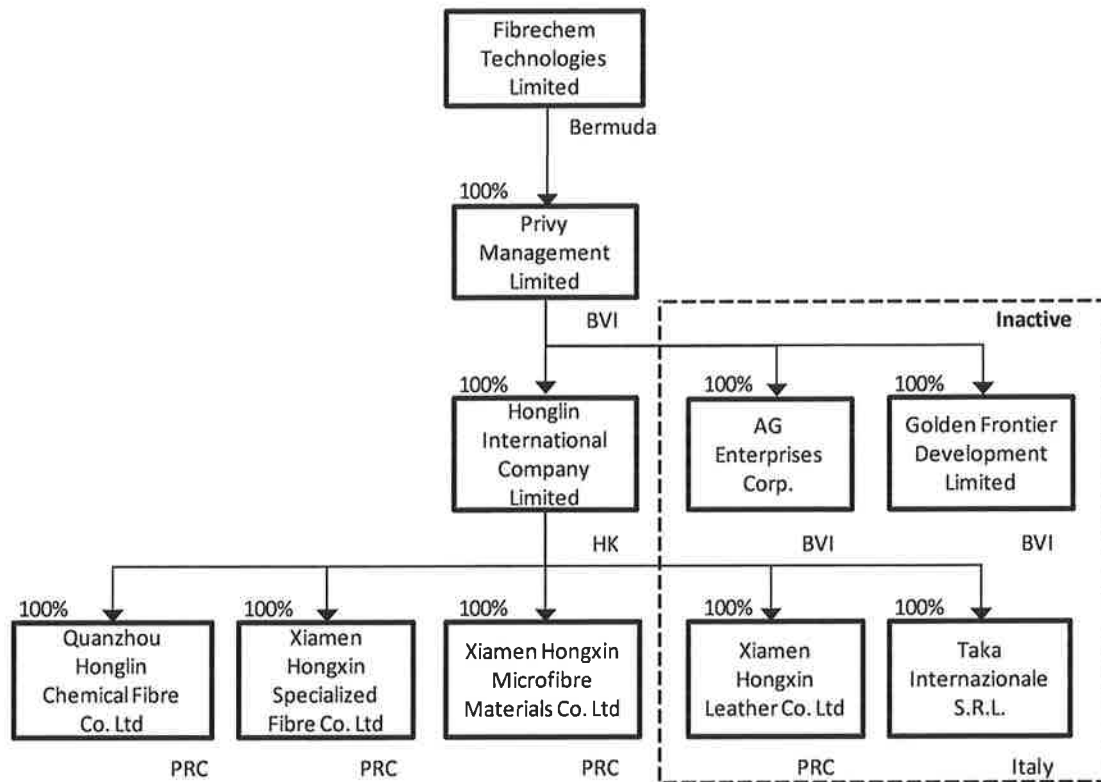 Fibrechem
Technologies
Limited
Bermuda
100%
Privy
Management
Limited
BVI
Inactive
100%
100%
100%
Honglin
International
Company
Limited
AG
Enterprises
Corp.
Golden Frontier
Development
Limited
HK
BVI
BVI
100%
100%
100%
100%
100%
Quanzhou
Honglin
Chemical Fibre
Co. Ltd
Xiamen
Hongxin
Specialized
Fibre Co. Ltd
Xiamen Hongxin
Microfibre
Materials Co. Ltd
Xiamen
Hongxin
Leather Co. Ltd
Taka
Internazionale
S.R.L.
PRC
PRC
PRC
PRC
Italy